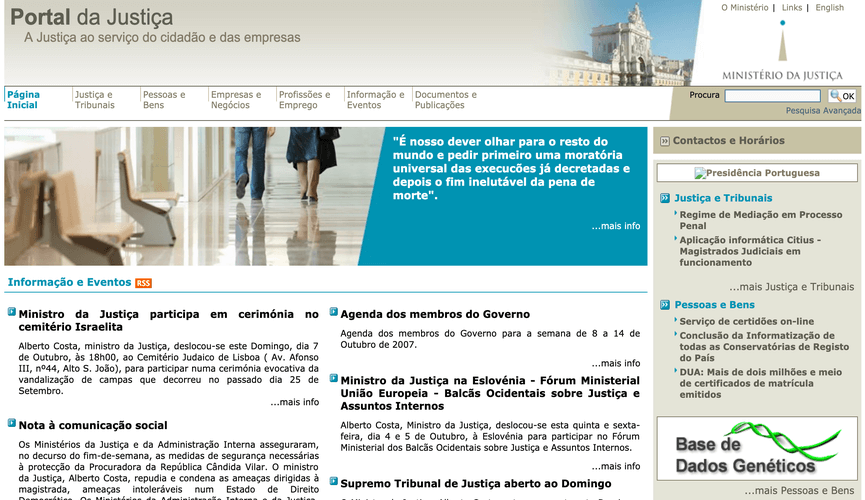 Portal da Justiça
A Justiça ao serviço do cidadão e das empresas
O Ministério | Links | English
MINISTÉRIO DA JUSTIÇA
Página
Inicial
Justiça e
Tribunais
Pessoas e
Bens
Empresas e
Negócios
Profissões e
Emprego
Informação e
Eventos
Documentos e
Publicações
Procura
OK
Pesquisa Avançada
"É nosso dever olhar para o resto do
mundo e pedir primeiro uma moratória
universal das execucões já decretadas e
depois o fim inelutável da pena de
morte".
...mais info
Informação e Eventos RSS
Ministro da Justiça participa em cerimónia no
cemitério Israelita
Alberto Costa, ministro da Justiça, deslocou-se este Domingo, dia 7
de Outubro, às 18h00, ao Cemitério Judaico de Lisboa ( Av. Afonso
III, nº44, Alto S. João), para participar numa cerimónia evocativa da
vandalização de campas que decorreu no passado dia 25 de
Setembro.
...mais info
Nota à comunicação social
Os Ministérios da Justiça e da Administração Interna asseguram,
no decurso do fim-de-semana, as medidas de segurança necessárias
à protecção da Procuradora da República Cândida Vilar. O ministro
da Justiça, Alberto Costa, repudia e condena as ameaças dirigidas à
magistrada, ameaças intoleráveis num Estado de Direito
Agenda dos membros do Governo
Agenda dos membros do Governo para a semana de 8 a 14 de
Outubro de 2007.
...mais info
Ministro da Justiça na Eslovénia - Fórum Ministerial
União Europeia - Balcãs Ocidentais sobre Justiça e
Assuntos Internos
Alberto Costa, Ministro da Justiça, deslocou-se esta quinta e sexta-
feira, dia 4 e 5 de Outubro, à Eslovénia para participar no Fórum
Ministerial dos Balcãs Ocidentais sobre Justiça e Assuntos Internos.
...mais info
Supremo Tribunal de Justiça aberto ao Domingo
Contactos e Horários
Presidência Portuguesa
Justiça e Tribunais
Regime de Mediação em Processo
Penal
Aplicação informática Citius -
Magistrados Judiciais em
funcionamento
...mais Justiça e Tribunais
Pessoas e Bens
Serviço de certidões on-line
Conclusão da Informatização de
todas as Conservatórias de Registo
do País
DUA: Mais de dois milhões e meio
de certificados de matrícula
emitidos
Base de
Dados Genéticos
...mais Pessoas e Bens